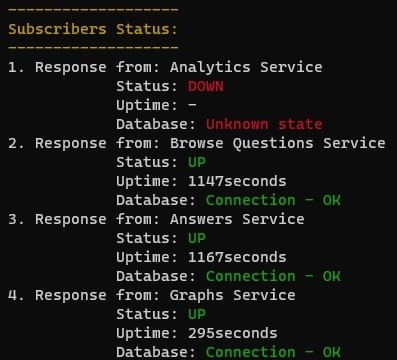 -------------------
Subscribers Status:
-------------------
1. Response from: Analytics Service
Status: DOWN
Uptime: -
Database: Unknown state
2. Response from: Browse Questions Service
Status: UP
Uptime: 1147seconds
Database: Connection - OK
3. Response from: Answers Service
Status: UP
Uptime: 1167seconds
Database: Connection - OK
4. Response from: Graphs Service
Status: UP
Uptime: 295seconds
Database: Connection - OK